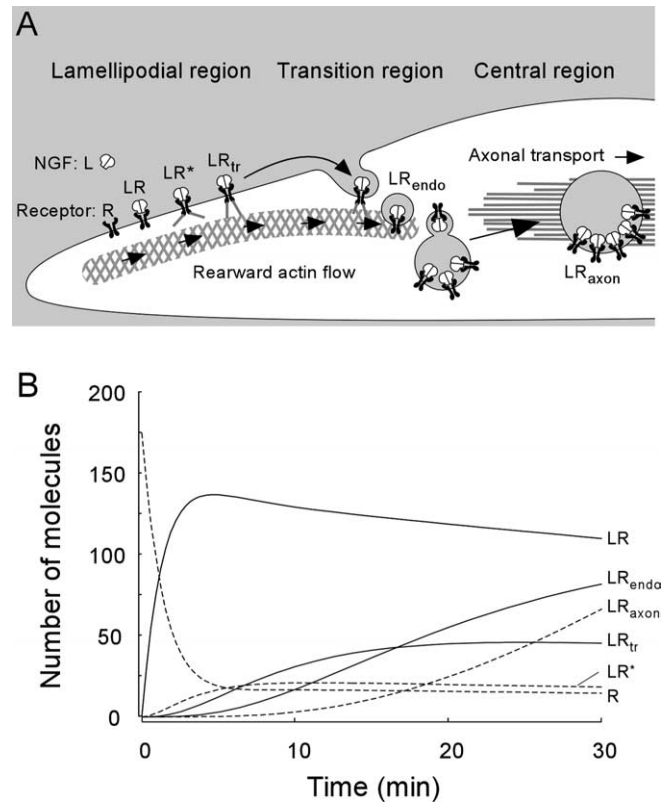 A
Lamellipodial region Transition region Central region
NGF: L
LR*
LRtr
LR
Receptor: R
LRendo
Axonal transport
Rearward actin flow
LRaxon
B
200
150
100
50
0
Number of molecules
LR
LRendo
LRaxon
LRtr
LR*
R
0 10 20 30
Time (min)